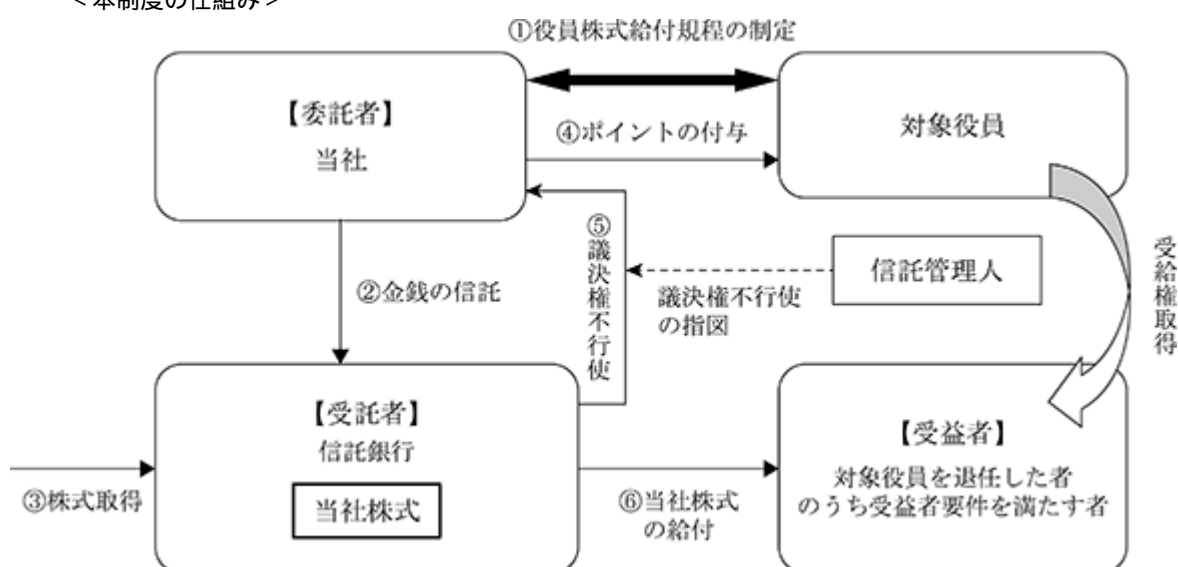 ＜本制度の仕組み＞
①役員株式給付規程の制定
【委託者】
当社
対象役員
④ポイントの付与
⑤議決権不行使
信託管理人
議決権不行使
の指図
受給権取得
②金銭の信託
【受託者】
信託銀行
当社株式
③株式取得
⑥当社株式
の給付
【受益者】
対象役員を退任した者
のうち受益者要件を満たす者